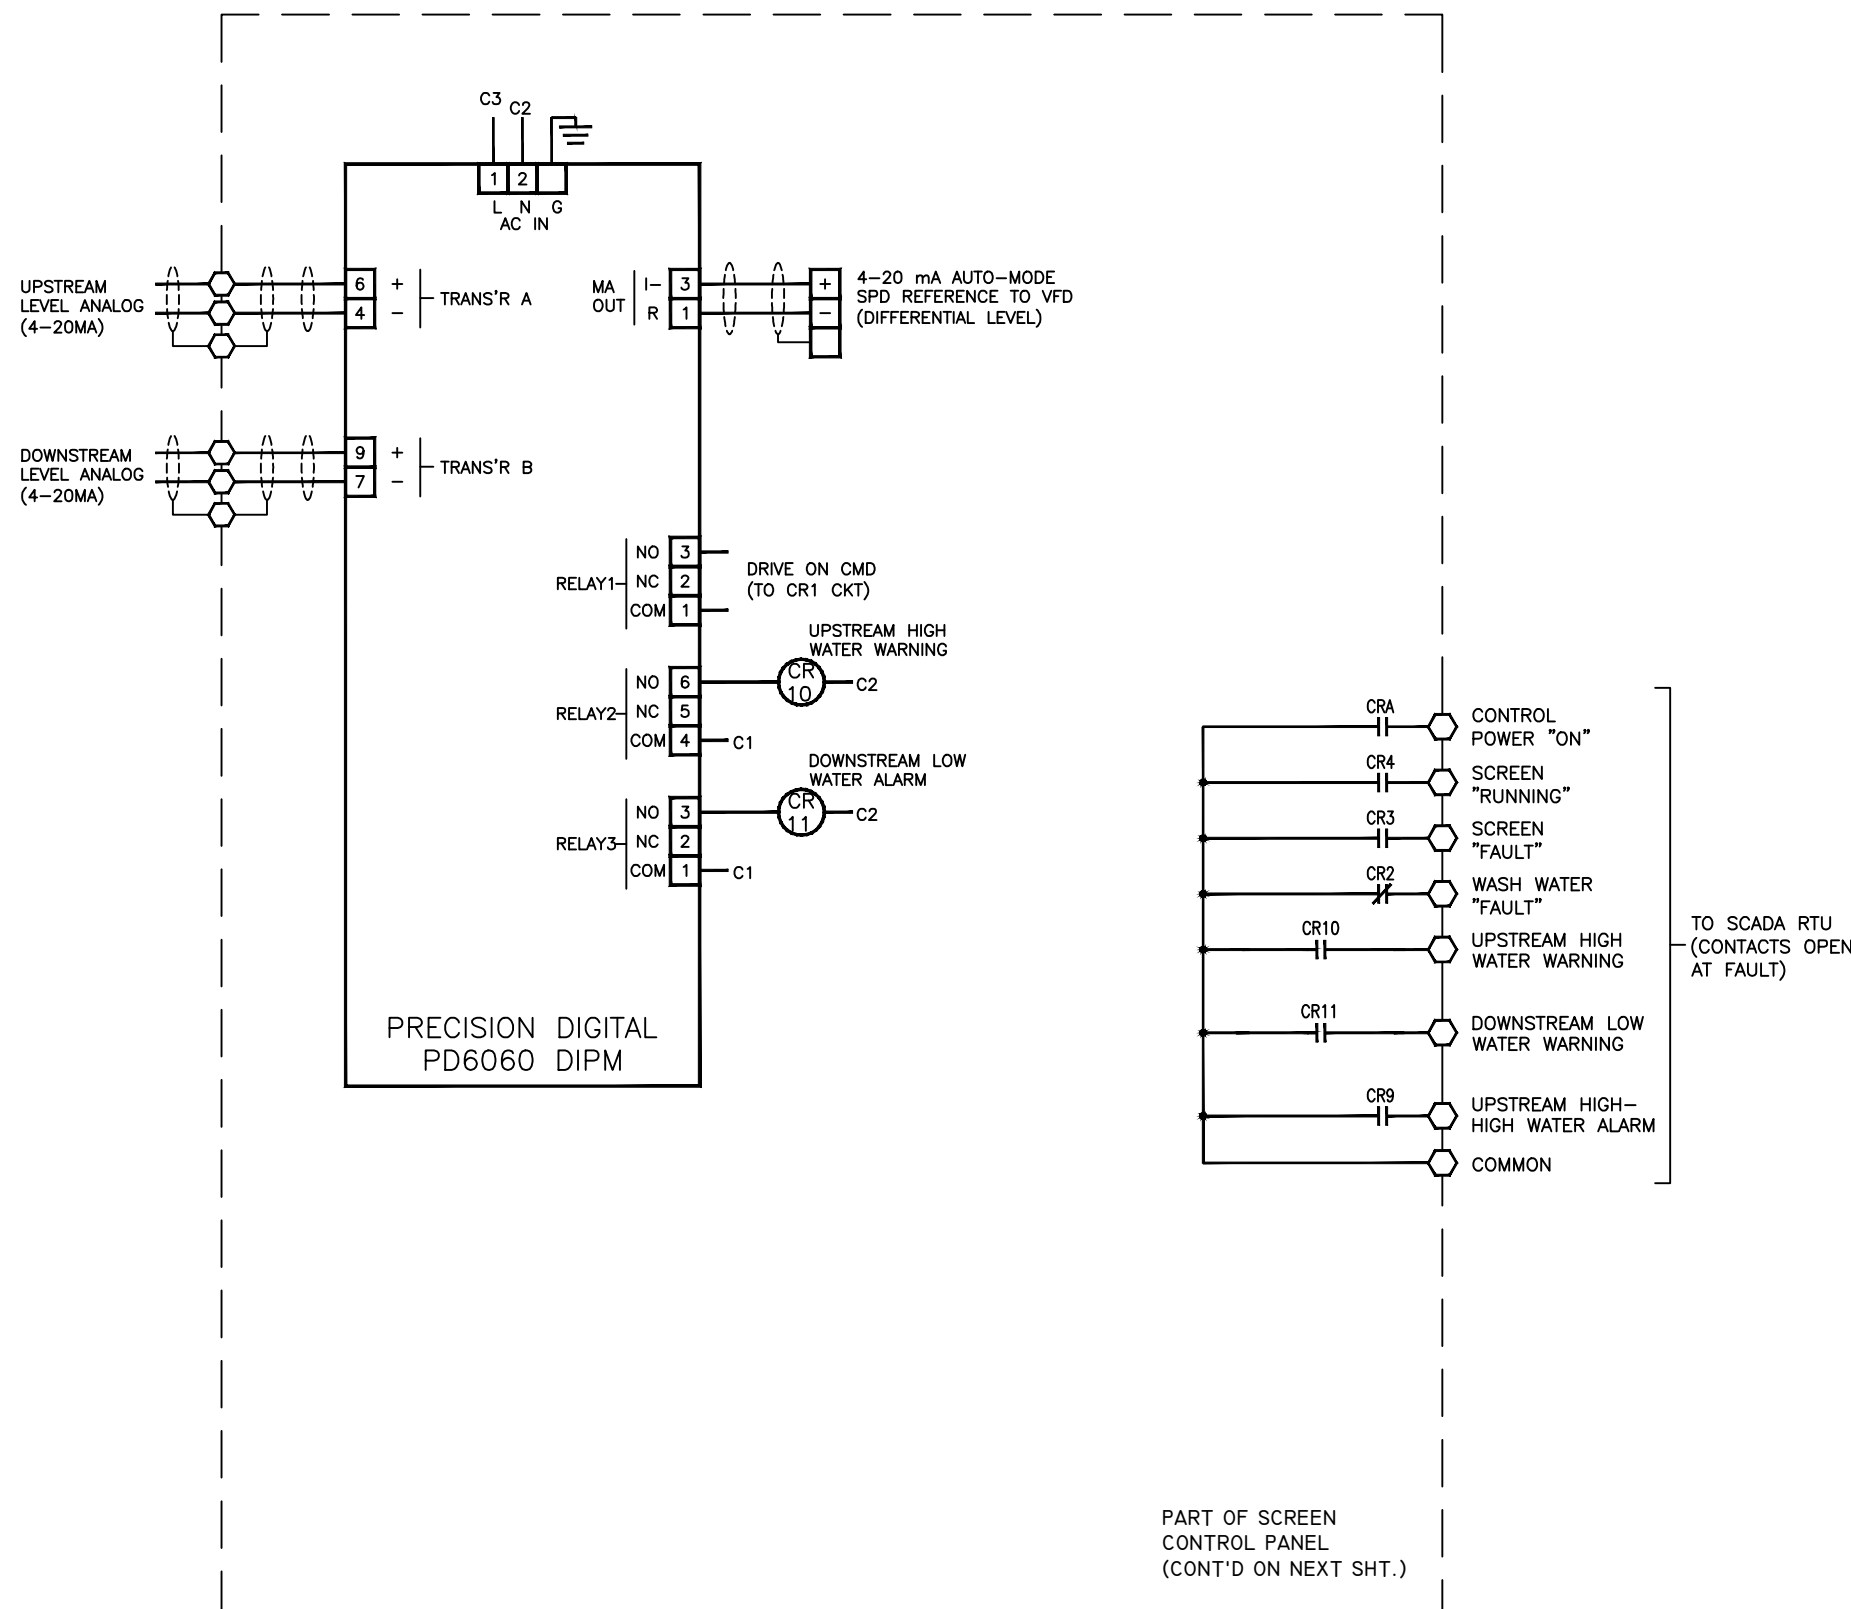 C3
C2
1 2
L N G
AC IN
UPSTREAM
LEVEL ANALOG
(4-20MA)
6 +
4 -
TRANS'R A
MA
OUT
I- 3
R 1
+
-
4-20 mA AUTO-MODE
SPD REFERENCE TO VFD
(DIFFERENTIAL LEVEL)
DOWNSTREAM
LEVEL ANALOG
(4-20MA)
9 +
7 -
TRANS'R B
RELAY1
NO 3
NC 2
COM 1
DRIVE ON CMD
(TO CR1 CKT)
UPSTREAM HIGH
WATER WARNING
RELAY2
NO 6
NC 5
COM 4
CR
10
C2
C1
DOWNSTREAM LOW
WATER ALARM
RELAY3
NO 3
NC 2
COM 1
CR
11
C2
C1
PRECISION DIGITAL
PD6060 DIPM
CRA
CONTROL
POWER "ON"
CR4
SCREEN
"RUNNING"
CR3
SCREEN
"FAULT"
CR2
WASH WATER
"FAULT"
CR10
UPSTREAM HIGH
WATER WARNING
CR11
DOWNSTREAM LOW
WATER WARNING
CR9
UPSTREAM HIGH-
HIGH WATER ALARM
COMMON
TO SCADA RTU
(CONTACTS OPEN
AT FAULT)
PART OF SCREEN
CONTROL PANEL
(CONT'D ON NEXT SHT.)